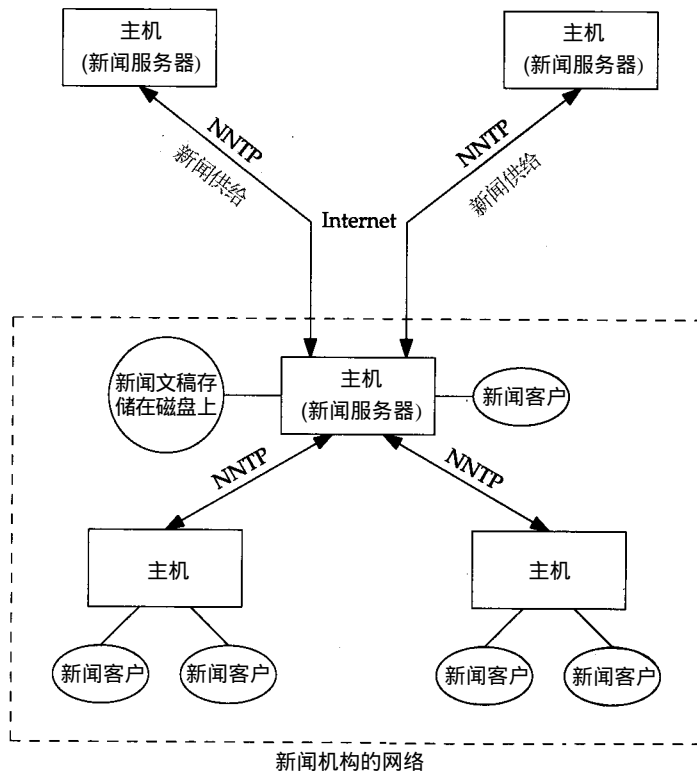 主机
(新闻服务器)
主机
(新闻服务器)
NNTP
新闻供给
NNTP
新闻供给
Internet
新闻文稿存
储在磁盘上
主机
(新闻服务器)
新闻客户
NNTP
NNTP
主机
主机
新闻客户
新闻客户
新闻客户
新闻客户
新闻机构的网络